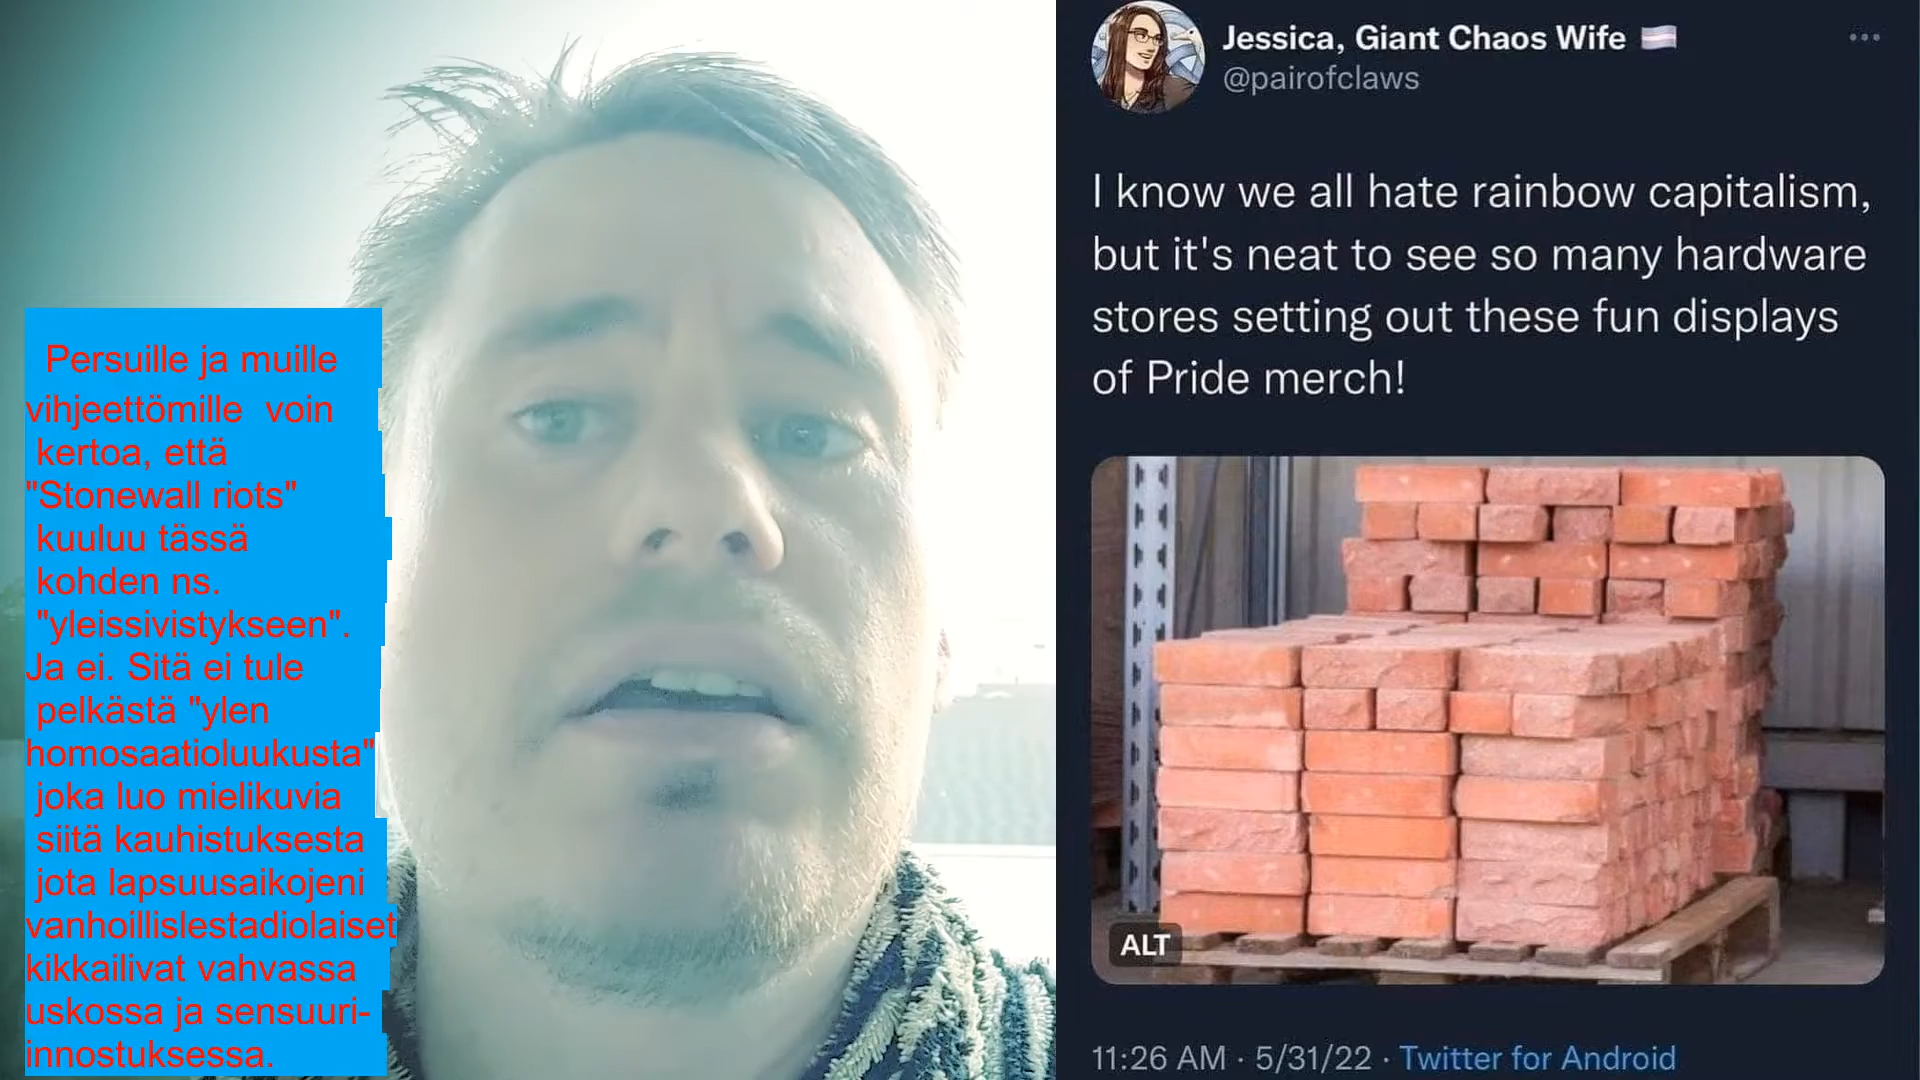 Persuille ja muille
vihjeettömille voin
kertoa, että
"Stonewall riots"
kuuluu tässä
kohden ns.
"yleissivistykseen".
Ja ei. Sitä ei tule
pelkästä "ylen
homosaatioluukusta"
joka luo mielikuvia
siitä kauhistuksesta
jota lapsuusaikojeni
vanhoillislestadiolaiset
kikkailivat vahvassa
uskossa ja sensuuri-
innostuksessa.
Jessica, Giant Chaos Wife
@pairofclaws
I know we all hate rainbow capitalism,
but it's neat to see so many hardware
stores setting out these fun displays
of Pride merch!
ALT
11:26 AM · 5/31/22 · Twitter for Android